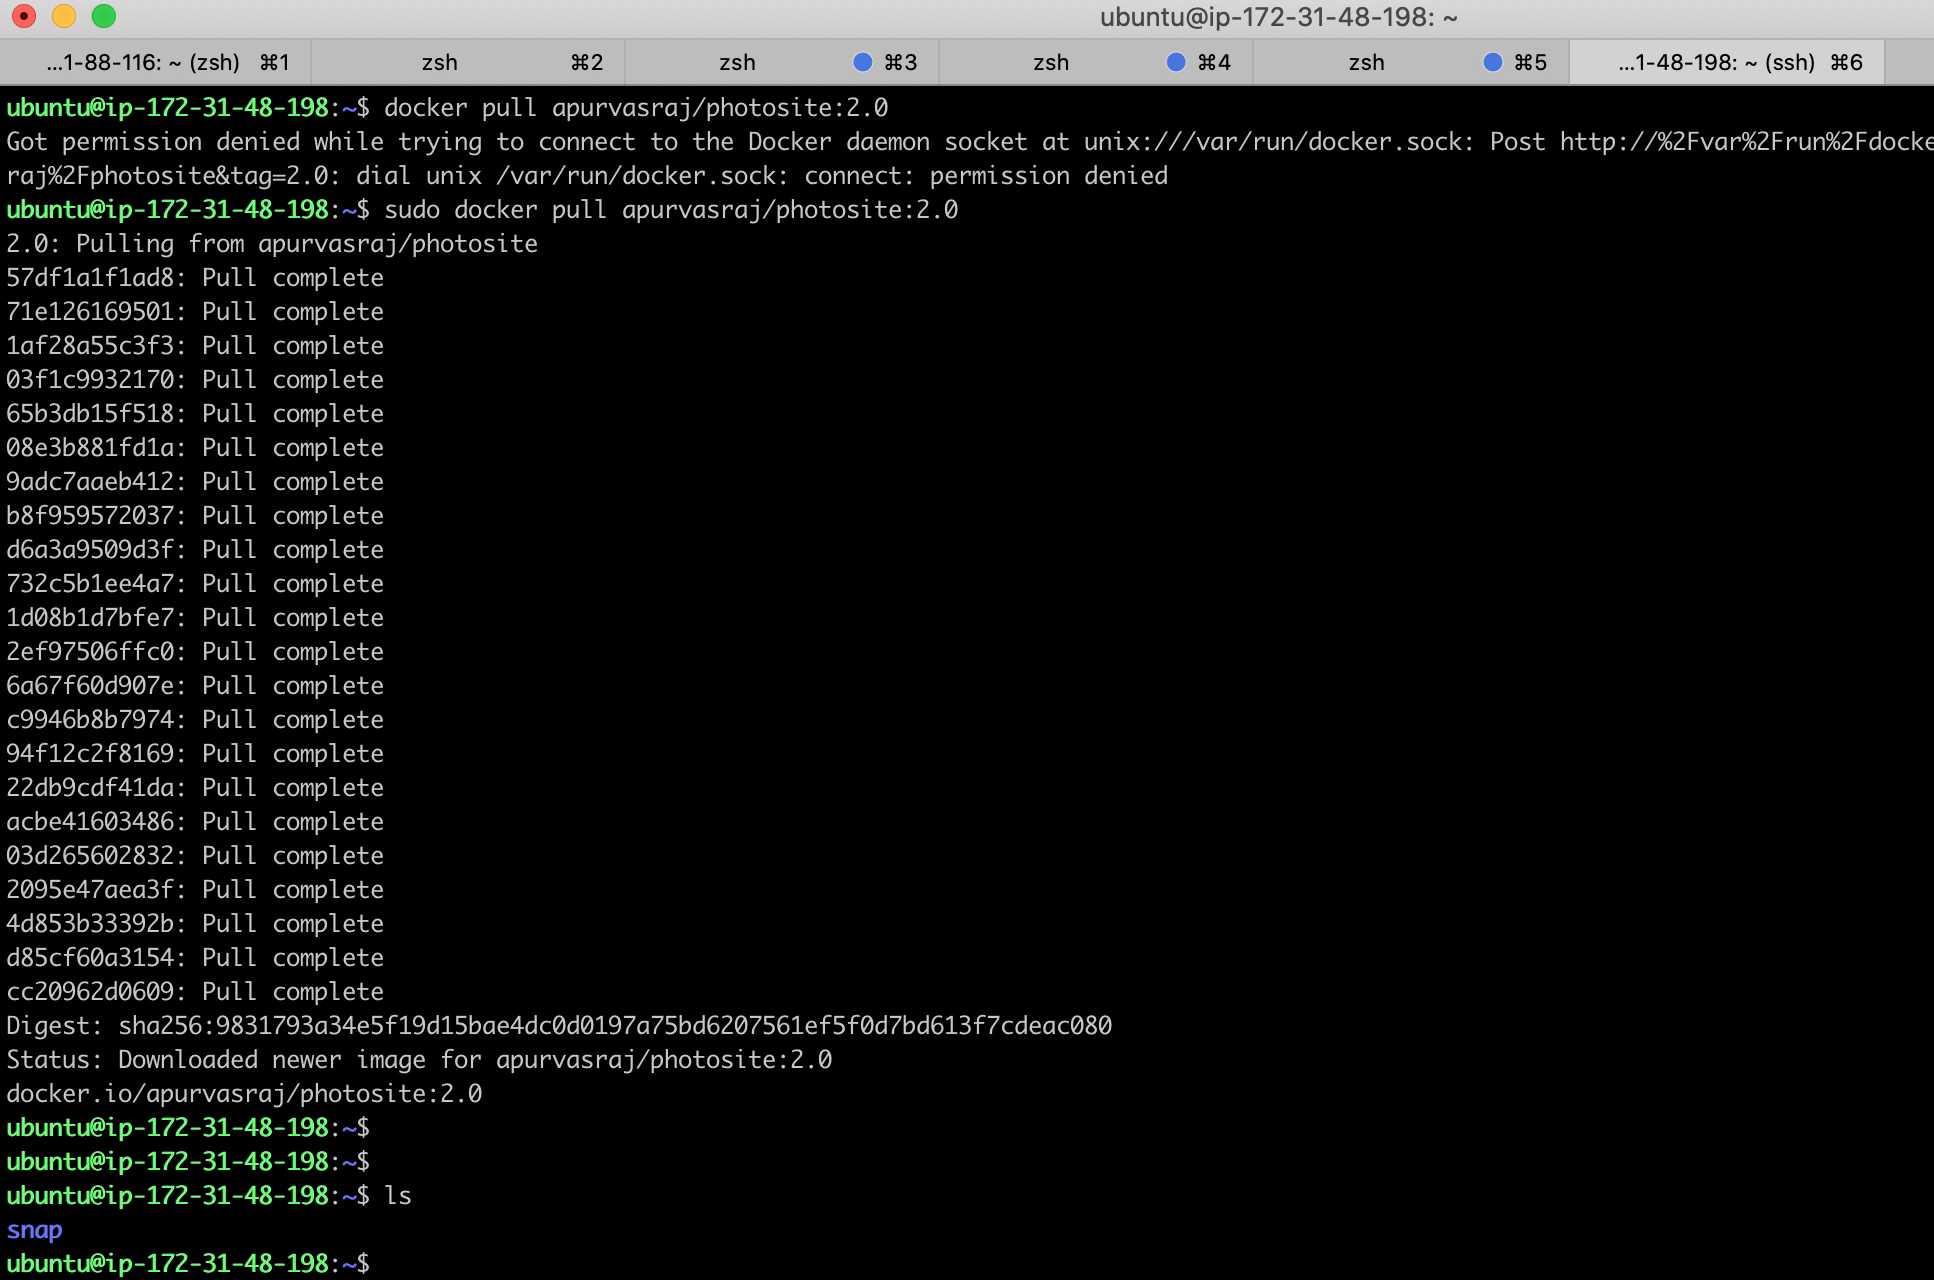 ubuntu@ip-172-31-48-198: ~
...1-88-116: ~ (zsh) ⌘1 zsh ⌘2 zsh ⌘3 zsh ⌘4 zsh ⌘5 ...1-48-198: ~ (ssh) ⌘6
ubuntu@ip-172-31-48-198:~$ docker pull apurvasraj/photosite:2.0
Got permission denied while trying to connect to the Docker daemon socket at unix:///var/run/docker.sock: Post http://%2Fvar%2Frun%2Fdocke
raj%2Fphotosite&tag=2.0: dial unix /var/run/docker.sock: connect: permission denied
ubuntu@ip-172-31-48-198:~$ sudo docker pull apurvasraj/photosite:2.0
2.0: Pulling from apurvasraj/photosite
57df1a1f1ad8: Pull complete
71e126169501: Pull complete
1af28a55c3f3: Pull complete
03f1c9932170: Pull complete
65b3db15f518: Pull complete
08e3b881fd1a: Pull complete
9adc7aaeb412: Pull complete
b8f959572037: Pull complete
d6a3a9509d3f: Pull complete
732c5b1ee4a7: Pull complete
1d08b1d7bfe7: Pull complete
2ef97506ffc0: Pull complete
6a67f60d907e: Pull complete
c9946b8b7974: Pull complete
94f12c2f8169: Pull complete
22db9cdf41da: Pull complete
acbe41603486: Pull complete
03d265602832: Pull complete
2095e47aea3f: Pull complete
4d853b33392b: Pull complete
d85cf60a3154: Pull complete
cc20962d0609: Pull complete
Digest: sha256:9831793a34e5f19d15bae4dc0d0197a75bd6207561ef5f0d7bd613f7cdeac080
Status: Downloaded newer image for apurvasraj/photosite:2.0
docker.io/apurvasraj/photosite:2.0
ubuntu@ip-172-31-48-198:~$
ubuntu@ip-172-31-48-198:~$
ubuntu@ip-172-31-48-198:~$ ls
snap
ubuntu@ip-172-31-48-198:~$